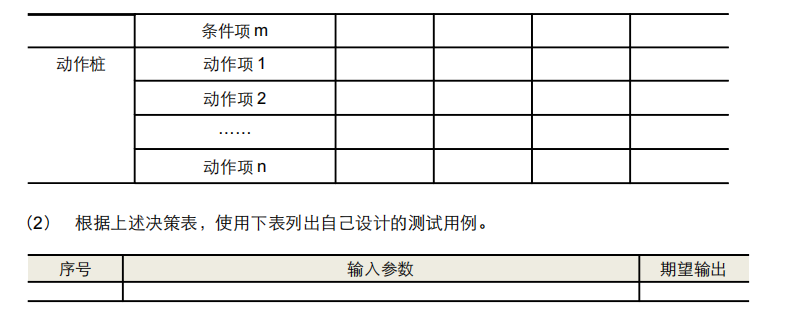 条件项 m
动作桩 动作项 1
动作项 2
……
动作项 n
(2) 根据上述决策表，使用下表列出自己设计的测试用例。
序号 输入参数 期望输出